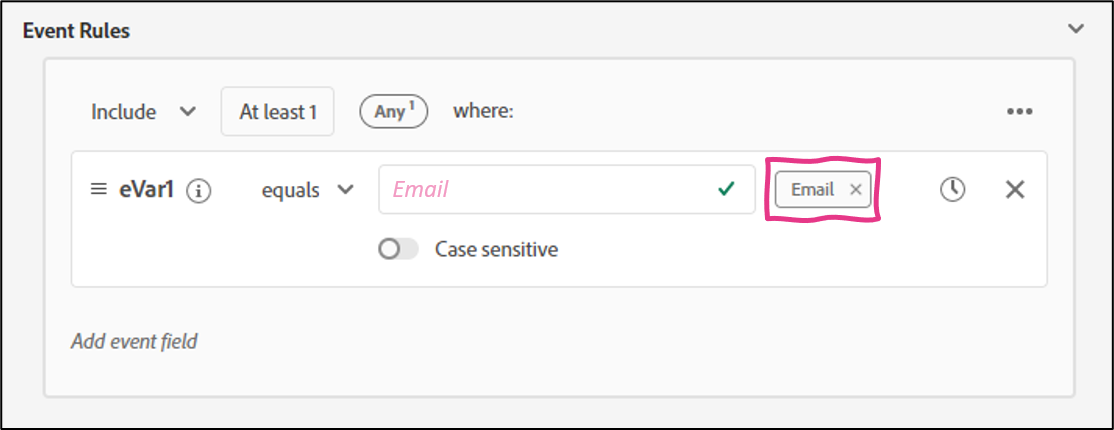 Event Rules
Include At least 1 Any 1 where:
eVar1 equals Email Email
Case sensitive
Add event field